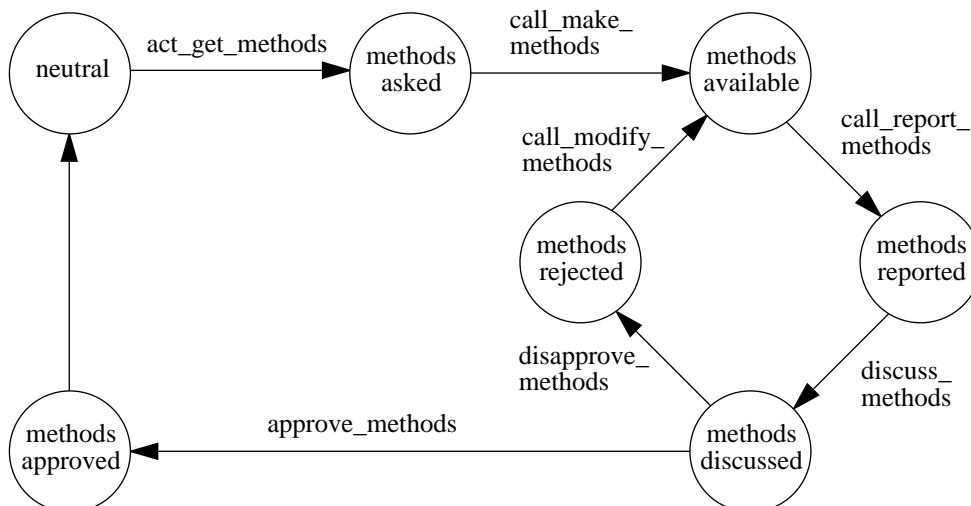 neutral
act_get_methods
methods
asked
call_make_
methods
methods
available
call_report_
methods
call_modify_
methods
methods
rejected
methods
reported
disapprove_
methods
discuss_
methods
methods
approved
approve_methods
methods
discussed